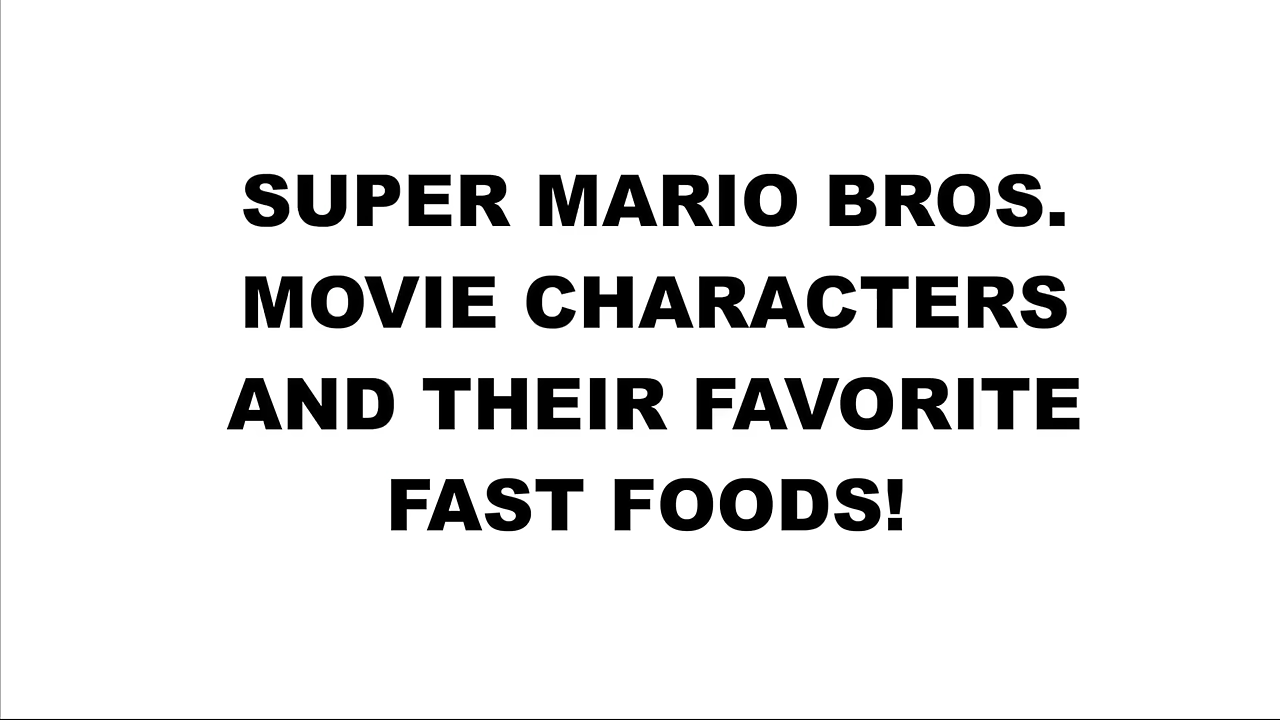 SUPER MARIO BROS.
MOVIE CHARACTERS
AND THEIR FAVORITE
FAST FOODS!